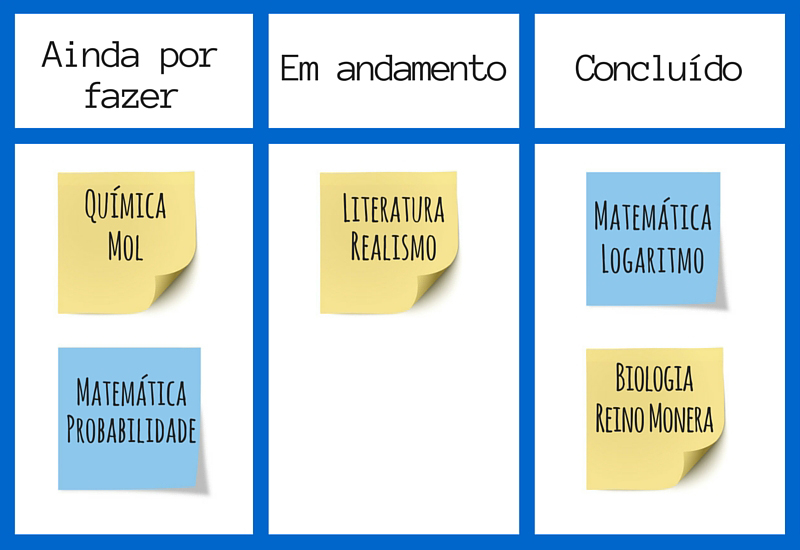 Ainda por
fazer
Em andamento
Concluído
QUÍMICA
MOL
MATEMÁTICA
PROBABILIDADE
LITERATURA
REALISMO
MATEMÁTICA
LOGARITMO
BIOLOGIA
REINO MONERA